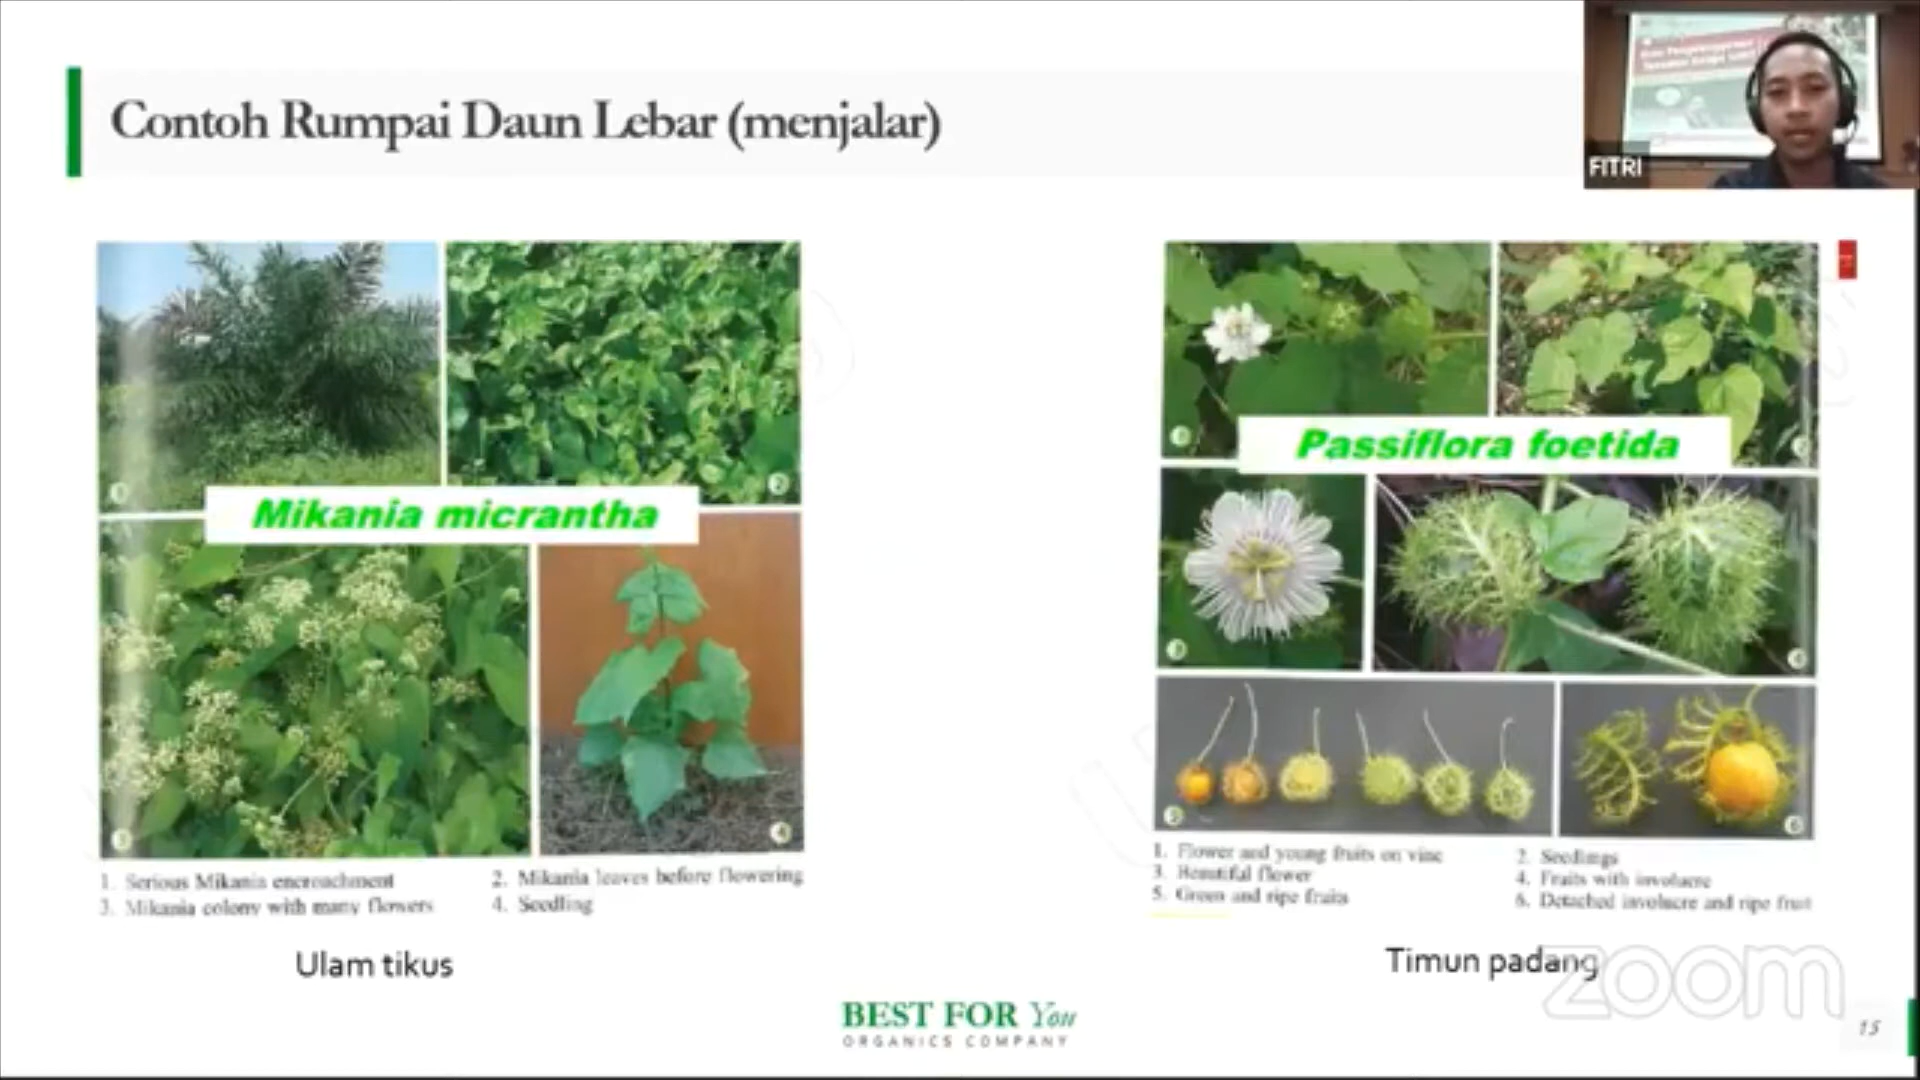 Contoh Rumpai Daun Lebar (menjalar)
FITRI
Mikania micrantha
1. Serious Mikania encroachment
2. Mikania leaves before flowering
3. Mikania colony with many flowers
4. Seedling
Ulam tikus
Passiflora foetida
1. Flower and young fruits on vine
2. Seedlings
3. Beautiful flower
4. Fruits with involucre
5. Green and ripe fruits
6. Detached involucre and ripe fruit
Timun padang
zoom
BEST FOR You
ORGANICS COMPANY
15